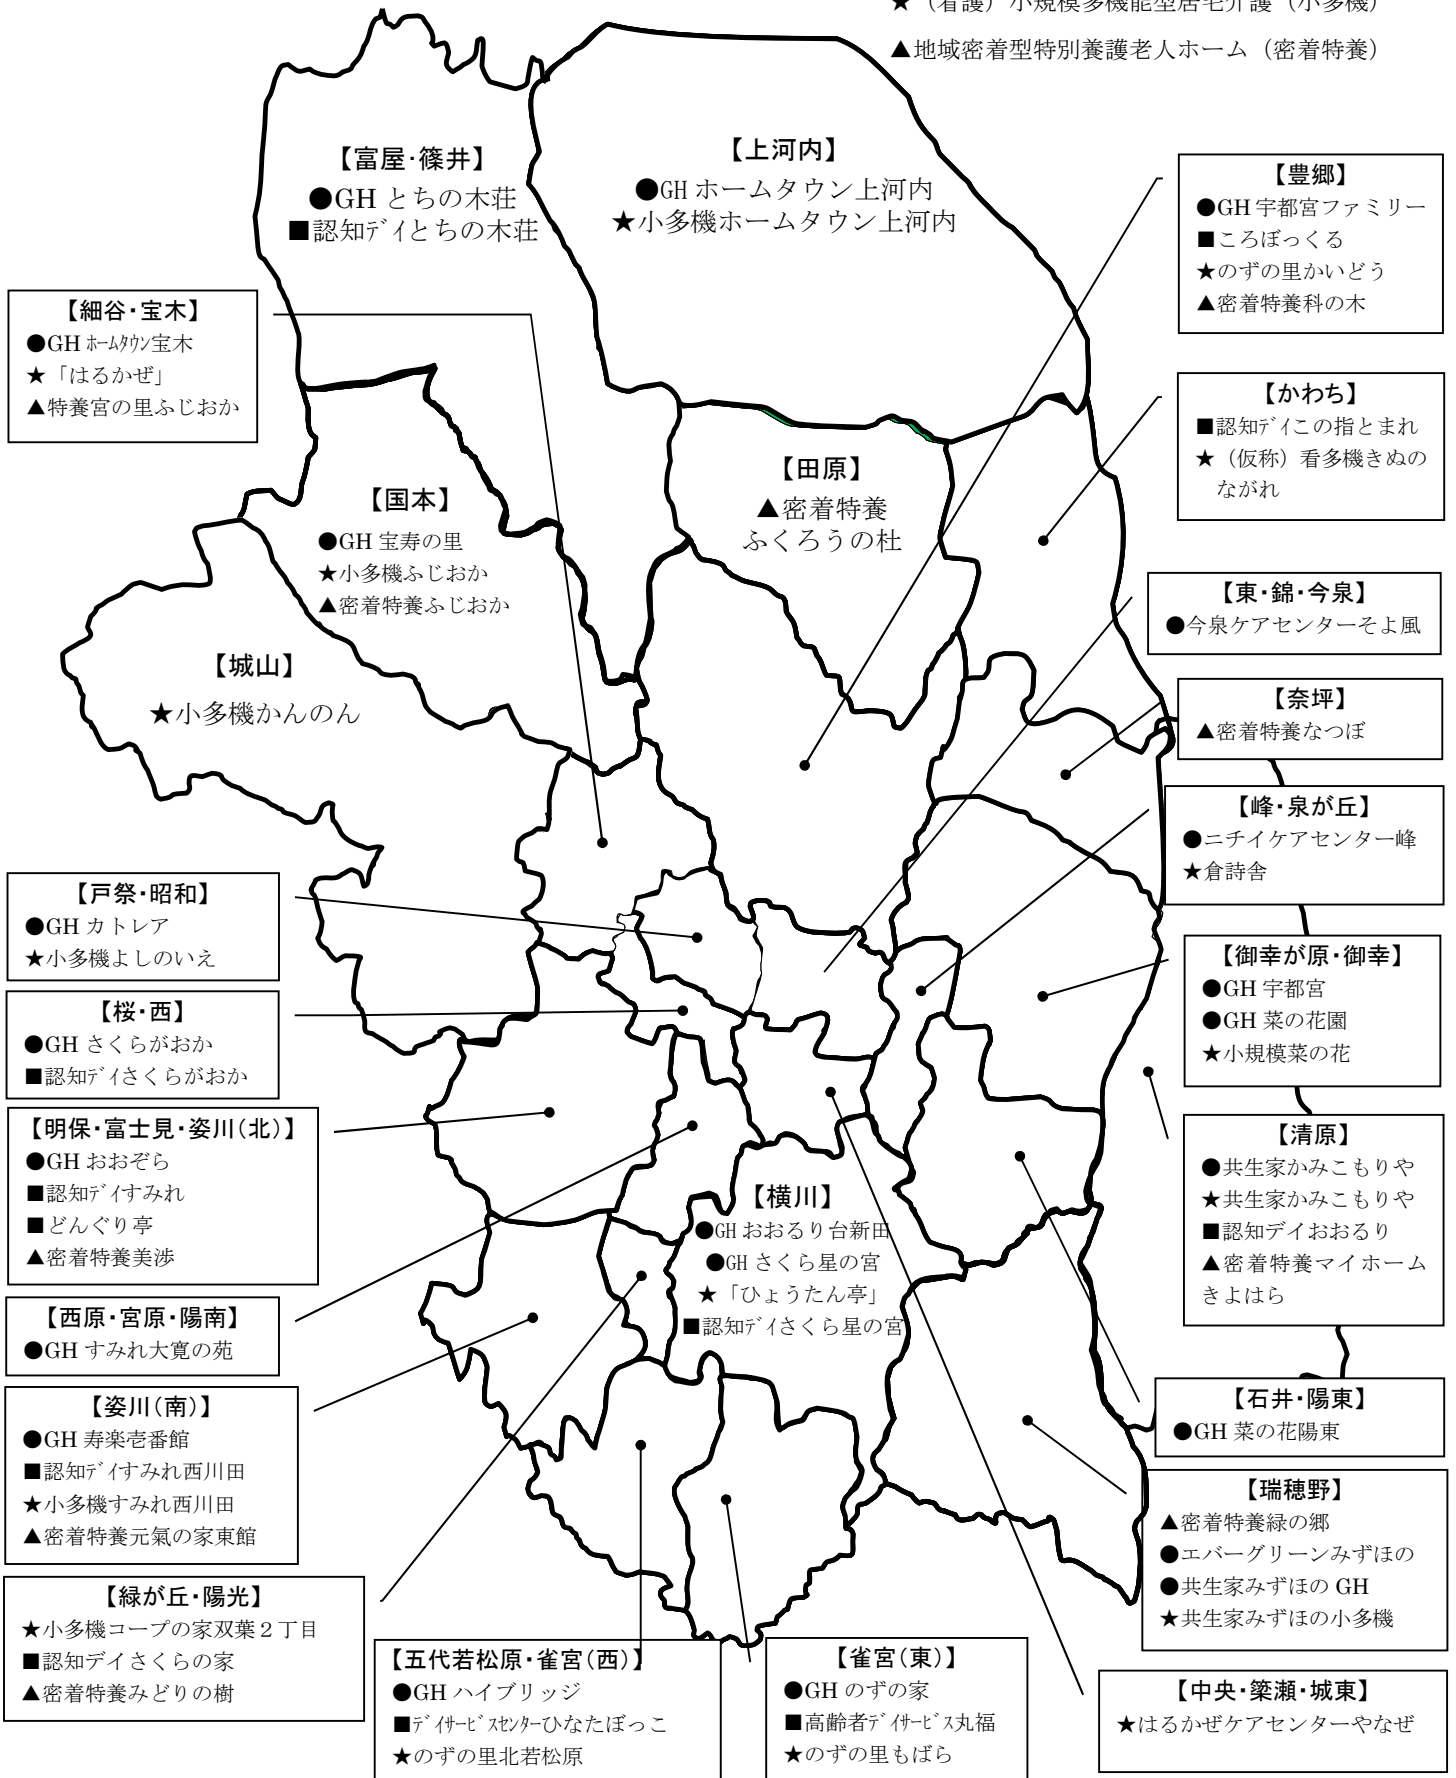 ★（看護）小規模多機能型居宅介護（小多機）
▲地域密着型特別養護老人ホーム（密着特養）
【富屋・篠井】
●GH とちの木荘
■認知ﾃﾞｲとちの木荘
【上河内】
●GH ホームタウン上河内
★小多機ホームタウン上河内
【豊郷】
●GH 宇都宮ファミリー
■ころぼっくる
★のずの里かいどう
▲密着特養科の木
【細谷・宝木】
●GH ﾎｰﾑﾀｳﾝ宝木
★「はるかぜ」
▲特養宮の里ふじおか
【かわち】
■認知ﾃﾞｲこの指とまれ
★（仮称）看多機きぬの
ながれ
【田原】
▲密着特養
ふくろうの杜
【国本】
●GH 宝寿の里
★小多機ふじおか
▲密着特養ふじおか
【東・錦・今泉】
●今泉ケアセンターそよ風
【城山】
★小多機かんのん
【奈坪】
▲密着特養なつぼ
【峰・泉が丘】
●ニチイケアセンター峰
★倉詩舎
【戸祭・昭和】
●GH カトレア
★小多機よしのいえ
【御幸が原・御幸】
●GH 宇都宮
●GH 菜の花園
★小規模菜の花
【桜・西】
●GH さくらがおか
■認知ﾃﾞｲさくらがおか
【明保・富士見・姿川（北）】
●GH おおぞら
■認知ﾃﾞｲすみれ
■どんぐり亭
▲密着特養美渉
【清原】
●共生家かみこもりや
★共生家かみこもりや
■認知デイおおるり
▲密着特養マイホーム
きよはら
【横川】
●GH おおるり台新田
●GH さくら星の宮
★「ひょうたん亭」
■認知ﾃﾞｲさくら星の宮
【西原・宮原・陽南】
●GH すみれ大寛の苑
【姿川（南）】
●GH 寿楽壱番館
■認知ﾃﾞｲすみれ西川田
★小多機すみれ西川田
▲密着特養元氣の家東館
【石井・陽東】
●GH 菜の花陽東
【瑞穂野】
▲密着特養緑の郷
●エバーグリーンみずほの
●共生家みずほの GH
★共生家みずほの小多機
【緑が丘・陽光】
★小多機コープの家双葉２丁目
■認知デイさくらの家
▲密着特養みどりの樹
【五代若松原・雀宮（西）】
●GH ハイブリッジ
■ﾃﾞｲｻｰﾋﾞｽｾﾝﾀｰひなたぼっこ
★のずの里北若松原
【雀宮（東）】
●GH のずの家
■高齢者ﾃﾞｲｻｰﾋﾞｽ丸福
★のずの里もばら
【中央・簗瀬・城東】
★はるかぜケアセンターやなぜ